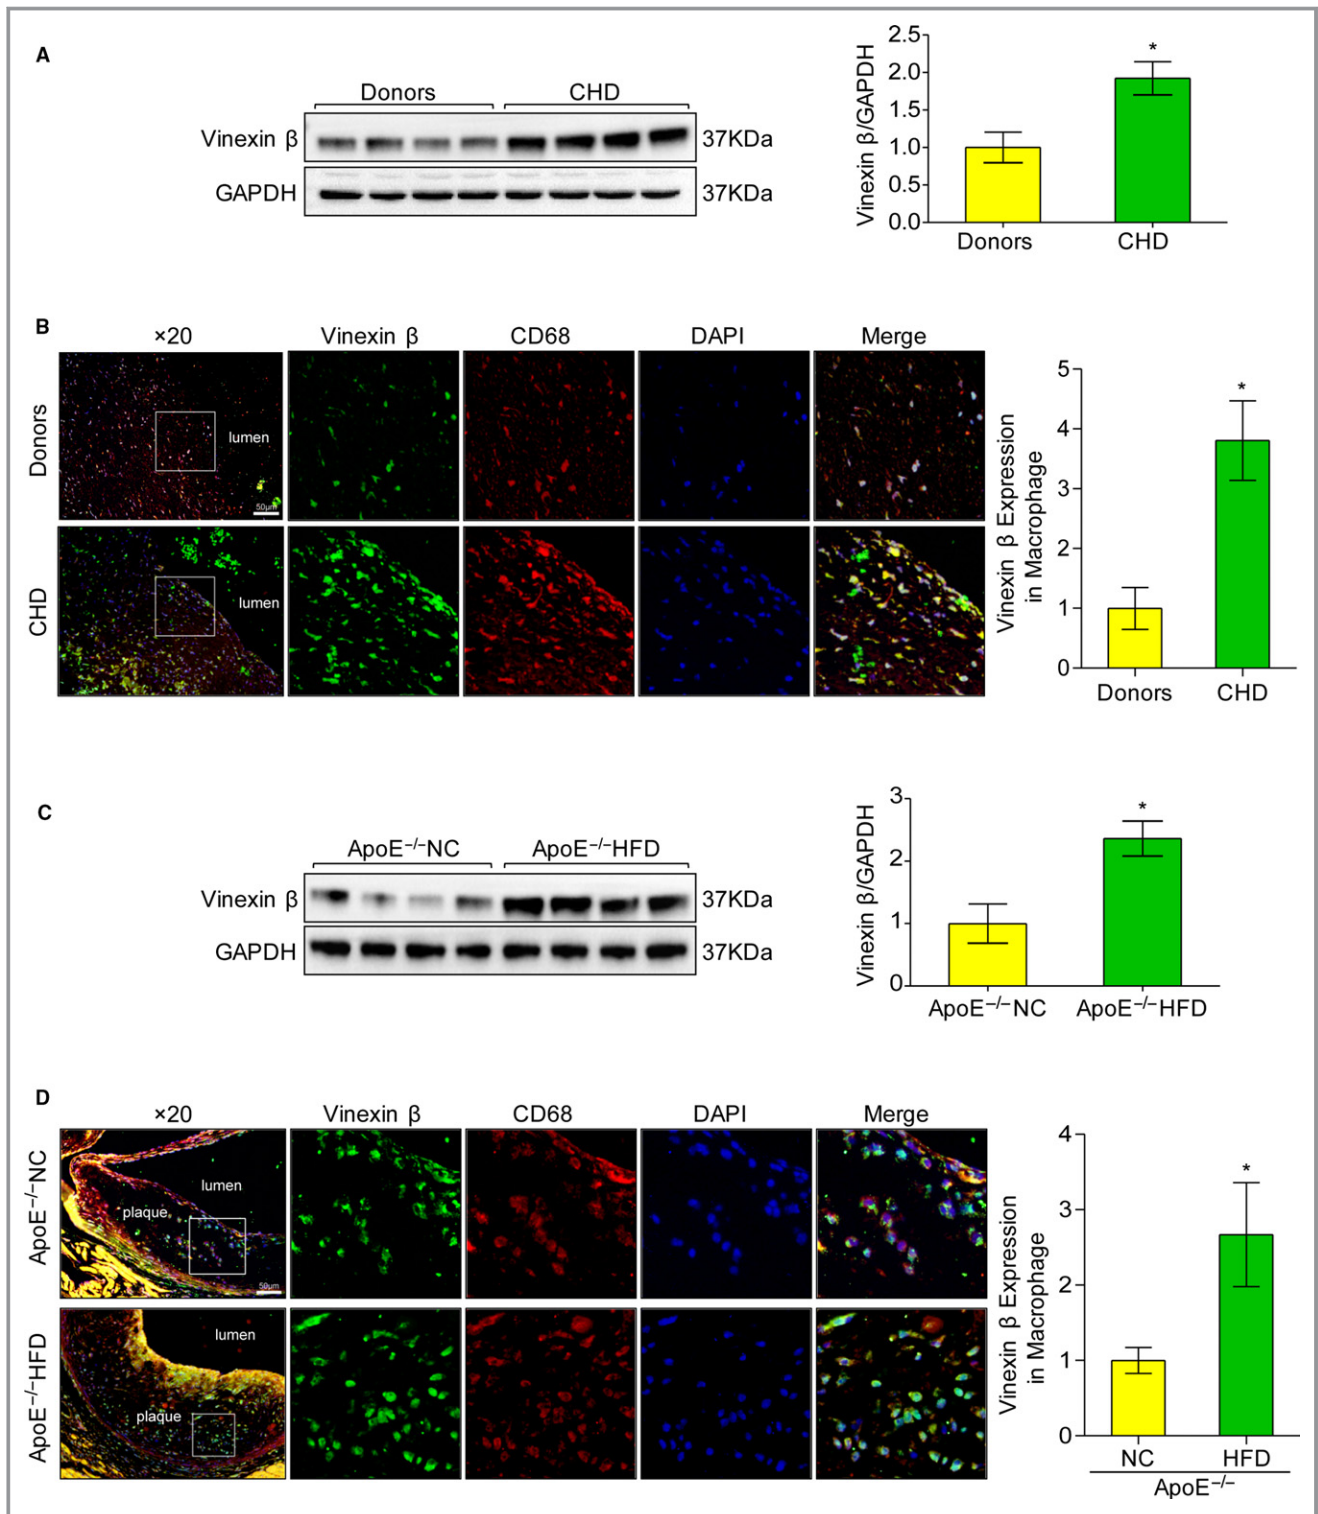 A
Donors CHD
Vinexin β 37KDa
GAPDH 37KDa
Vinexin β/GAPDH
2.5
2.0
1.5
1.0
0.5
0.0
*
Donors CHD
B
×20 Vinexin β CD68 DAPI Merge
Donors
lumen
50μm
CHD
lumen
Vinexin β Expression
in Macrophage
5
4
3
2
1
0
*
Donors CHD
C
ApoE⁻/⁻NC ApoE⁻/⁻HFD
Vinexin β 37KDa
GAPDH 37KDa
Vinexin β/GAPDH
3
2
1
0
*
ApoE⁻/⁻NC ApoE⁻/⁻HFD
D
×20 Vinexin β CD68 DAPI Merge
ApoE⁻/⁻NC
lumen
plaque
50μm
ApoE⁻/⁻HFD
lumen
plaque
Vinexin β Expression
in Macrophage
4
3
2
1
0
*
NC HFD
ApoE⁻/⁻